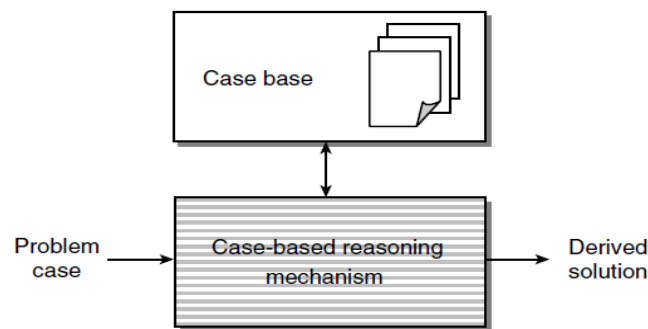 Case base
Problem
case
Case-based reasoning
mechanism
Derived
solution